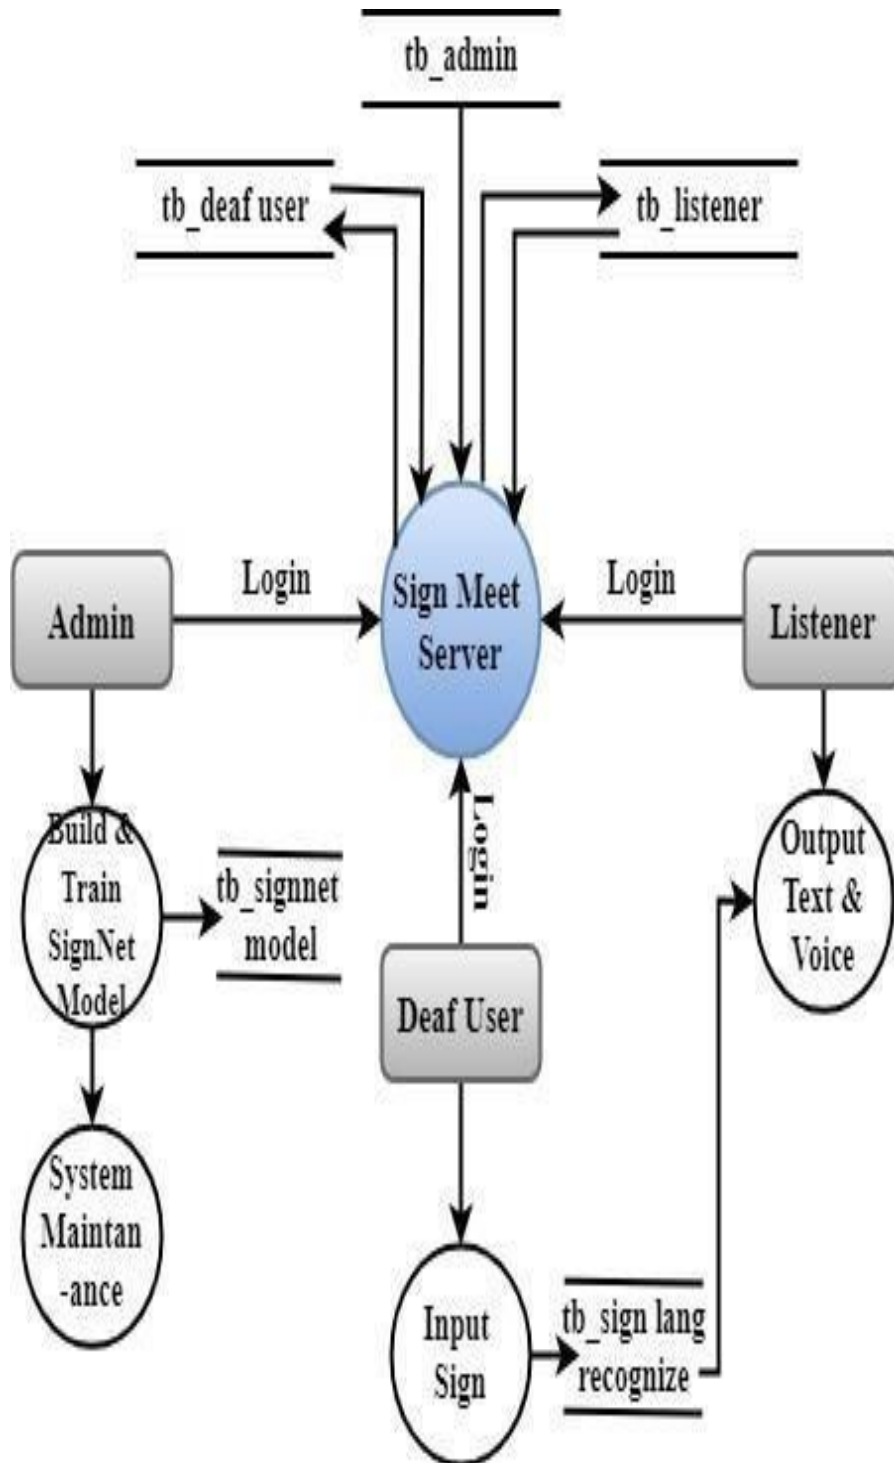 tb_admin
tb_deaf user
tb_listener
Sign Meet
Server
Admin
Login
Login
Listener
Build &
Train
SignNet
Model
tb_signnet
model
Login
Output
Text &
Voice
Deaf User
System
Maintan
-ance
Input
Sign
tb_sign lang
recognize